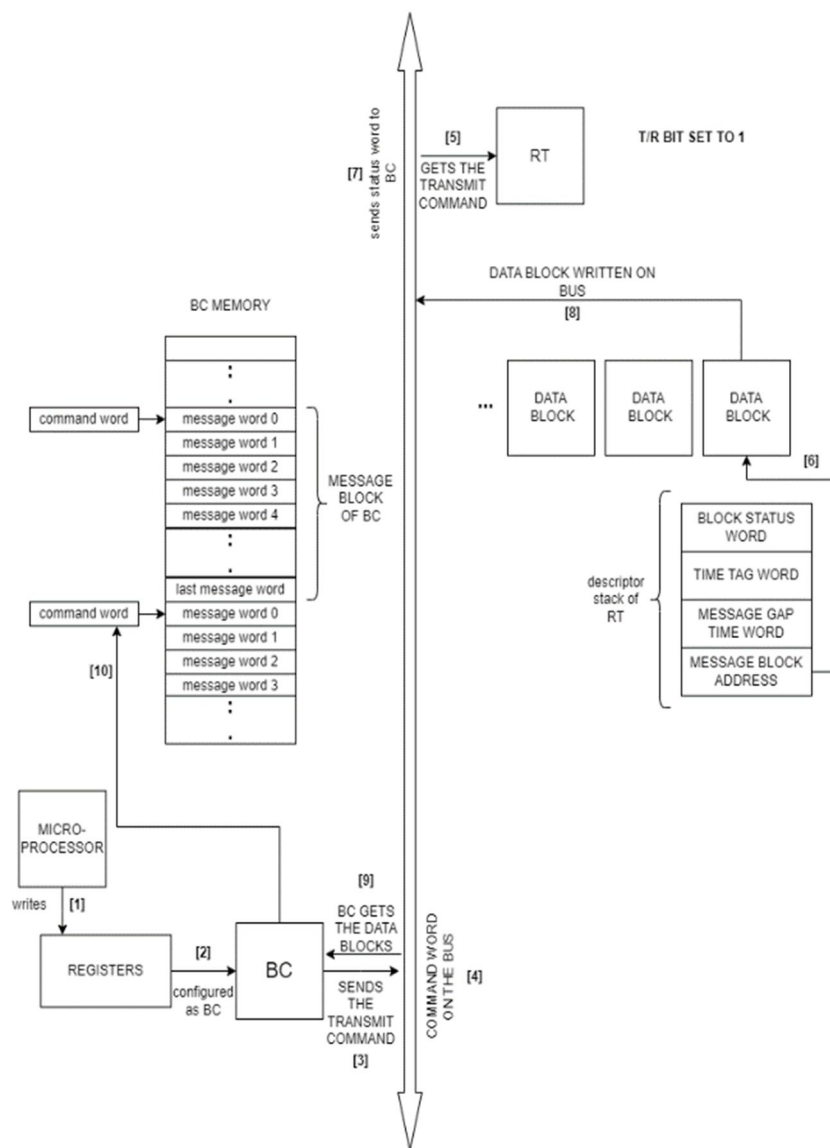 [7]
sends status word to
BC
[5]
GETS THE
TRANSMIT
COMMAND
RT
T/R BIT SET TO 1
DATA BLOCK WRITTEN ON
BUS
[8]
BC MEMORY
:
command word
message word 0
message word 1
message word 2
message word 3
message word 4
MESSAGE
BLOCK
OF BC
:
last message word
command word
message word 0
message word 1
message word 2
message word 3
:
[10]
...
DATA
BLOCK
DATA
BLOCK
DATA
BLOCK
[6]
descriptor
stack of
RT
BLOCK STATUS
WORD
TIME TAG WORD
MESSAGE GAP
TIME WORD
MESSAGE BLOCK
ADDRESS
MICRO-
PROCESSOR
writes
[1]
REGISTERS
[2]
configured
as BC
BC
[9]
BC GETS
THE DATA
BLOCKS
SENDS
THE
TRANSMIT
COMMAND
[3]
COMMAND WORD
ON THE BUS
[4]